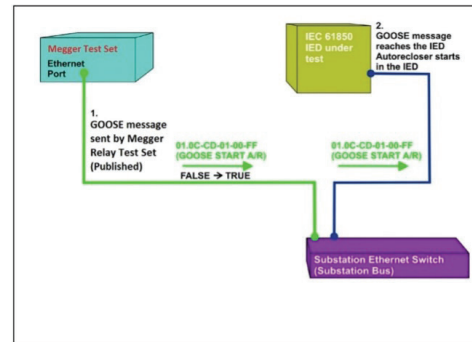 Megger Test Set
Ethernet
Port
IEC 61850
IED under
test
2.
GOOSE message
reaches the IED
Autorecloser starts
in the IED
1.
GOOSE message
sent by Megger
Relay Test Set
(Published)
01.0C-CD-01-00-FF
(GOOSE START A/R)
FALSE → TRUE
01.0C-CD-01-00-FF
(GOOSE START A/R)
Substation Ethernet Switch
(Substation Bus)